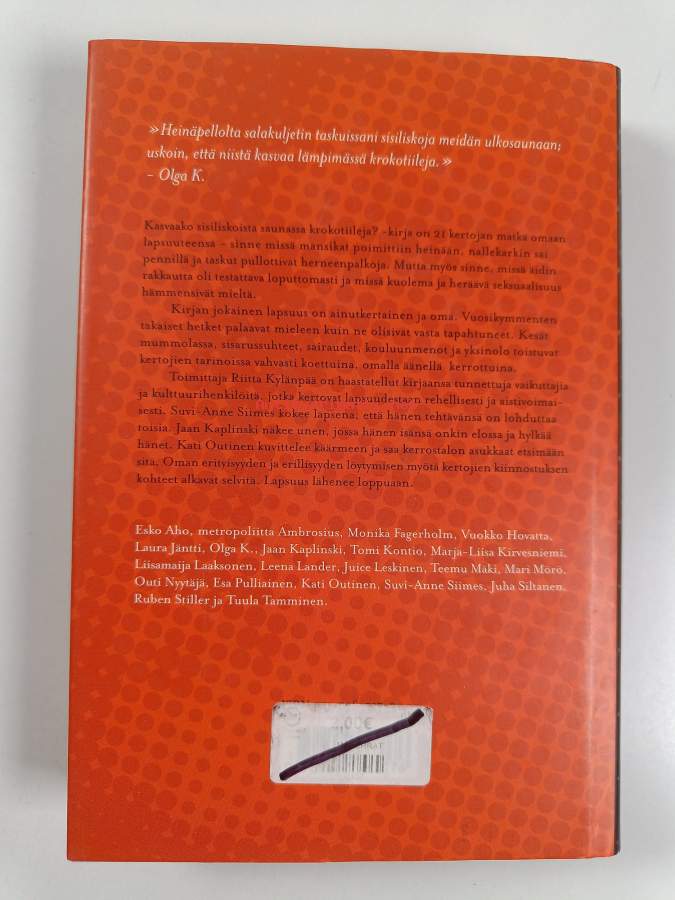 »Heinäpellolta salakuljetin taskuissani sisiliskoja meidän ulkosaunaan;
uskoin, että niistä kasvaa lämpimässä krokotiileja.»
– Olga K.
Kasvaako sisiliskoista saunassa krokotiileja? -kirja on 21 kertojan matka omaan
lapsuuteensa – sinne missä mansikat poimittiin heinään, nallekarkin sai
pennillä ja taskut pullottivat herneenpalkoja. Mutta myös sinne, missä äidin
rakkautta oli testattava loputtomasti ja missä kuolema ja heräävä seksuaalisuus
hämmensivät mieltä.
Kirjan jokainen lapsuus on ainutkertainen ja oma. Vuosikymmenten
takaiset hetket palaavat mieleen kuin ne olisivat vasta tapahtuneet. Kesät
mummolassa, sisarussuhteet, sairaudet, kouluunmeno ja yksinolo toistuvat
kertojien tarinoissa vahvasti koettuina, omalla äänellä kerrottuina.
Toimittaja Riitta Kylänpää on haastatellut kirjaansa tunnettuja vaikuttajia
ja kulttuurihenkilöitä, jotka kertovat lapsuudestaan rehellisesti ja aistivoimai-
sesti. Suvi-Anne Siimes kokee lapsena, että hänen tehtävänsä on lohduttaa
toisia. Jaan Kaplinski näkee unen, jossa hänen isänsä onkin elossa ja hylkää
hänet. Kati Outinen kuvittelee käärmeen ja saa kerrostalon asukkaat etsimään
sitä. Oman erityisyyden ja erillisyyden löytymisen myötä kertojien kiinnostuksen
kohteet alkavat selvitä. Lapsuus lähenee loppuaan.
Esko Aho, metropoliitta Ambrosius, Monika Fagerholm, Vuokko Hovatta,
Laura Jäntti, Olga K., Jaan Kaplinski, Tomi Kontio, Marja-Liisa Kirvesniemi,
Liisamaija Laaksonen, Leena Lander, Juice Leskinen, Teemu Mäki, Mari Mörö,
Outi Nyytäjä, Esa Pulliainen, Kati Outinen, Suvi-Anne Siimes, Juha Siltanen,
Ruben Stiller ja Tuula Tamminen.